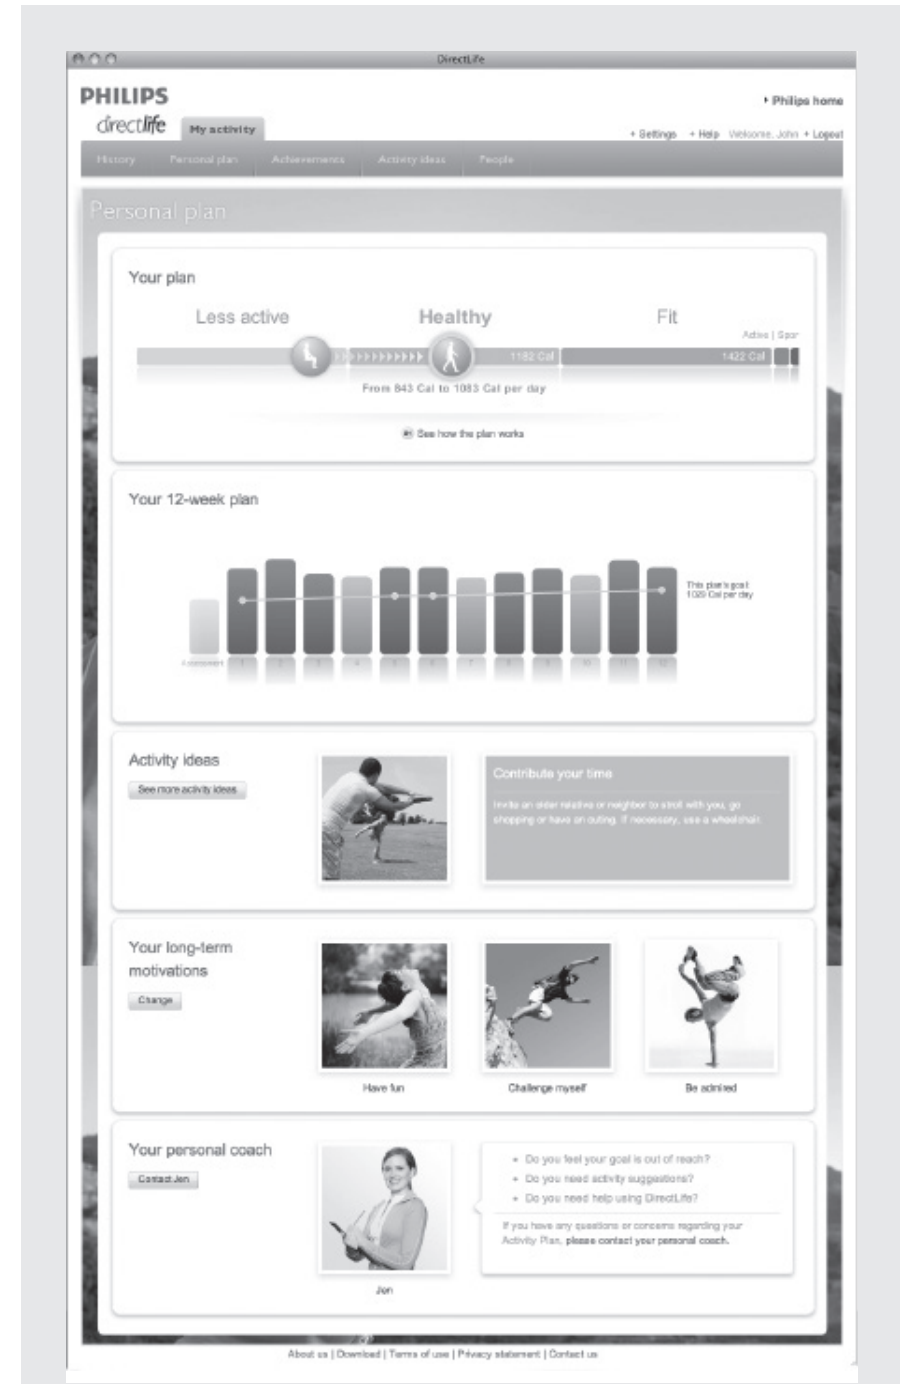 DirectLife
PHILIPS
Philips home
directlife
My activity
+ Settings + Help Welcome, John + Logout
History Personal plan Achievements Activity ideas People
Personal plan
Your plan
Less active Healthy Fit
Active | Spor
1182 Cal 1422 Cal
From 843 Cal to 1083 Cal per day
See how the plan works
Your 12-week plan
This plan's goal:
1029 Cal per day
Assessment 1 2 3 4 5 6 7 8 9 10 11 12
Activity ideas
See more activity ideas
Contribute your time
Invite an older relative or neighbor to stroll with you, go
shopping or have an outing. If necessary, use a wheelchair.
Your long-term
motivations
Change
Have fun Challenge myself Be admired
Your personal coach
Contact Jen
• Do you feel your goal is out of reach?
• Do you need activity suggestions?
• Do you need help using DirectLife?
If you have any questions or concerns regarding your
Activity Plan, please contact your personal coach.
Jen
About us | Download | Terms of use | Privacy statement | Contact us